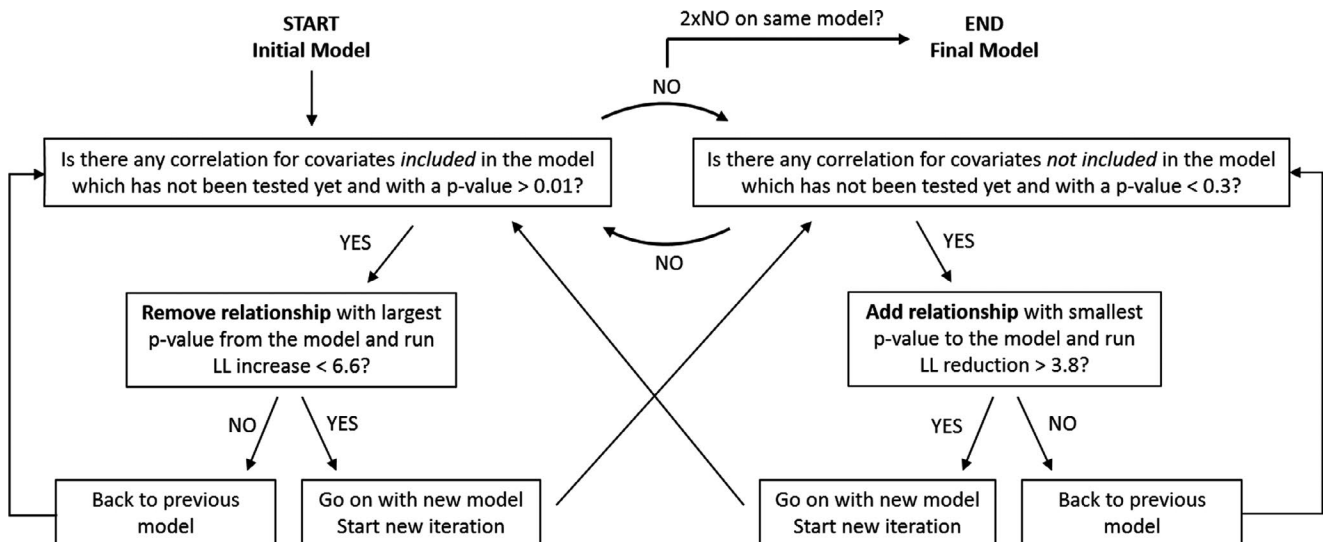 START
Initial Model
2xNO on same model?
END
Final Model
NO
Is there any correlation for covariates included in the model
which has not been tested yet and with a p-value > 0.01?
Is there any correlation for covariates not included in the model
which has not been tested yet and with a p-value < 0.3?
NO
YES
YES
Remove relationship with largest
p-value from the model and run
LL increase < 6.6?
Add relationship with smallest
p-value to the model and run
LL reduction > 3.8?
NO
YES
YES
NO
Back to previous
model
Go on with new model
Start new iteration
Go on with new model
Start new iteration
Back to previous
model